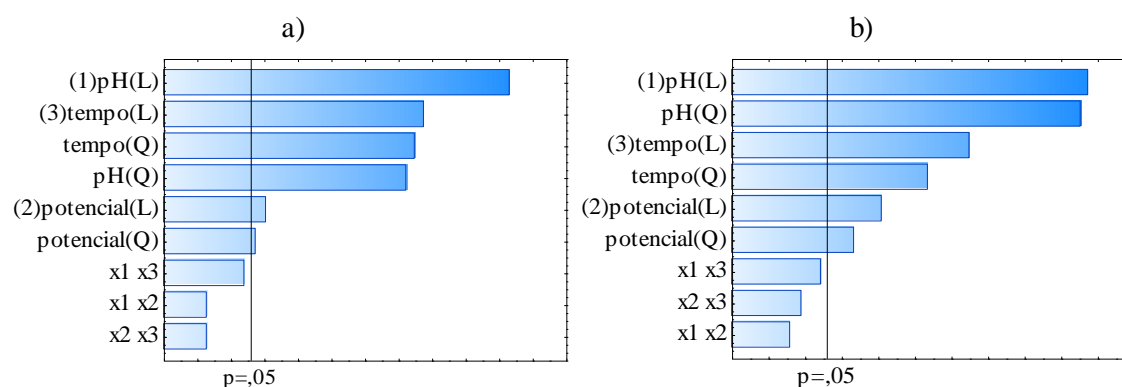 a)
(1)pH(L)
(3)tempo(L)
tempo(Q)
pH(Q)
(2)potencial(L)
potencial(Q)
x1 x3
x1 x2
x2 x3
p=,05
b)
(1)pH(L)
pH(Q)
(3)tempo(L)
tempo(Q)
(2)potencial(L)
potencial(Q)
x1 x3
x2 x3
x1 x2
p=,05